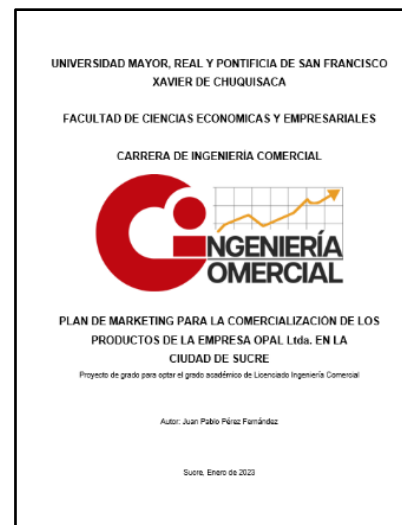 UNIVERSIDAD MAYOR, REAL Y PONTIFICIA DE SAN FRANCISCO
XAVIER DE CHUQUISACA
FACULTAD DE CIENCIAS ECONOMICAS Y EMPRESARIALES
CARRERA DE INGENIERÍA COMERCIAL
CiNGENIERÍA
OMERCIAL
PLAN DE MARKETING PARA LA COMERCIALIZACIÓN DE LOS
PRODUCTOS DE LA EMPRESA OPAL Ltda. EN LA
CIUDAD DE SUCRE
Proyecto de grado para optar el grado académico de Licenciado Ingeniería Comercial
Autor: Juan Pablo Pérez Fernández
Sucre, Enero de 2023